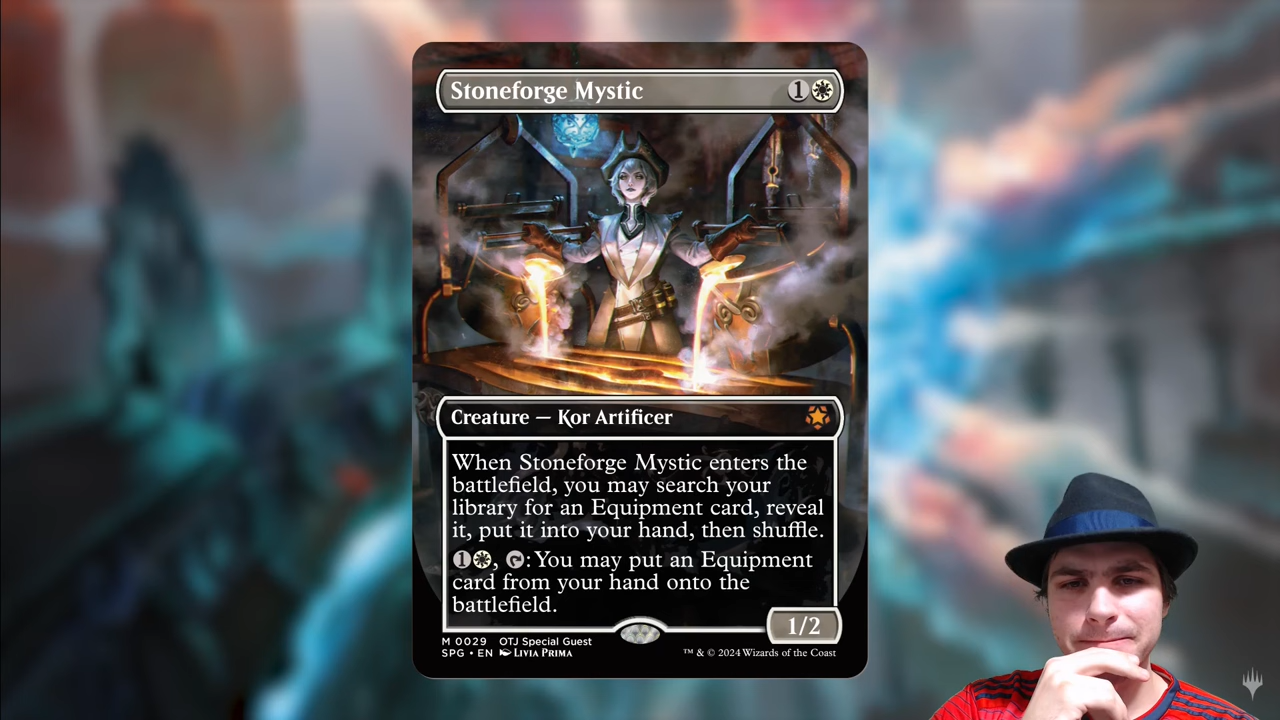 Stoneforge Mystic 1
Creature — Kor Artificer
When Stoneforge Mystic enters the
battlefield, you may search your
library for an Equipment card, reveal
it, put it into your hand, then shuffle.
1, : You may put an Equipment
card from your hand onto the
battlefield.
1/2
M 0029 OTJ Special Guest
SPG • EN Livia Prima
™ & © 2024 Wizards of the Coast